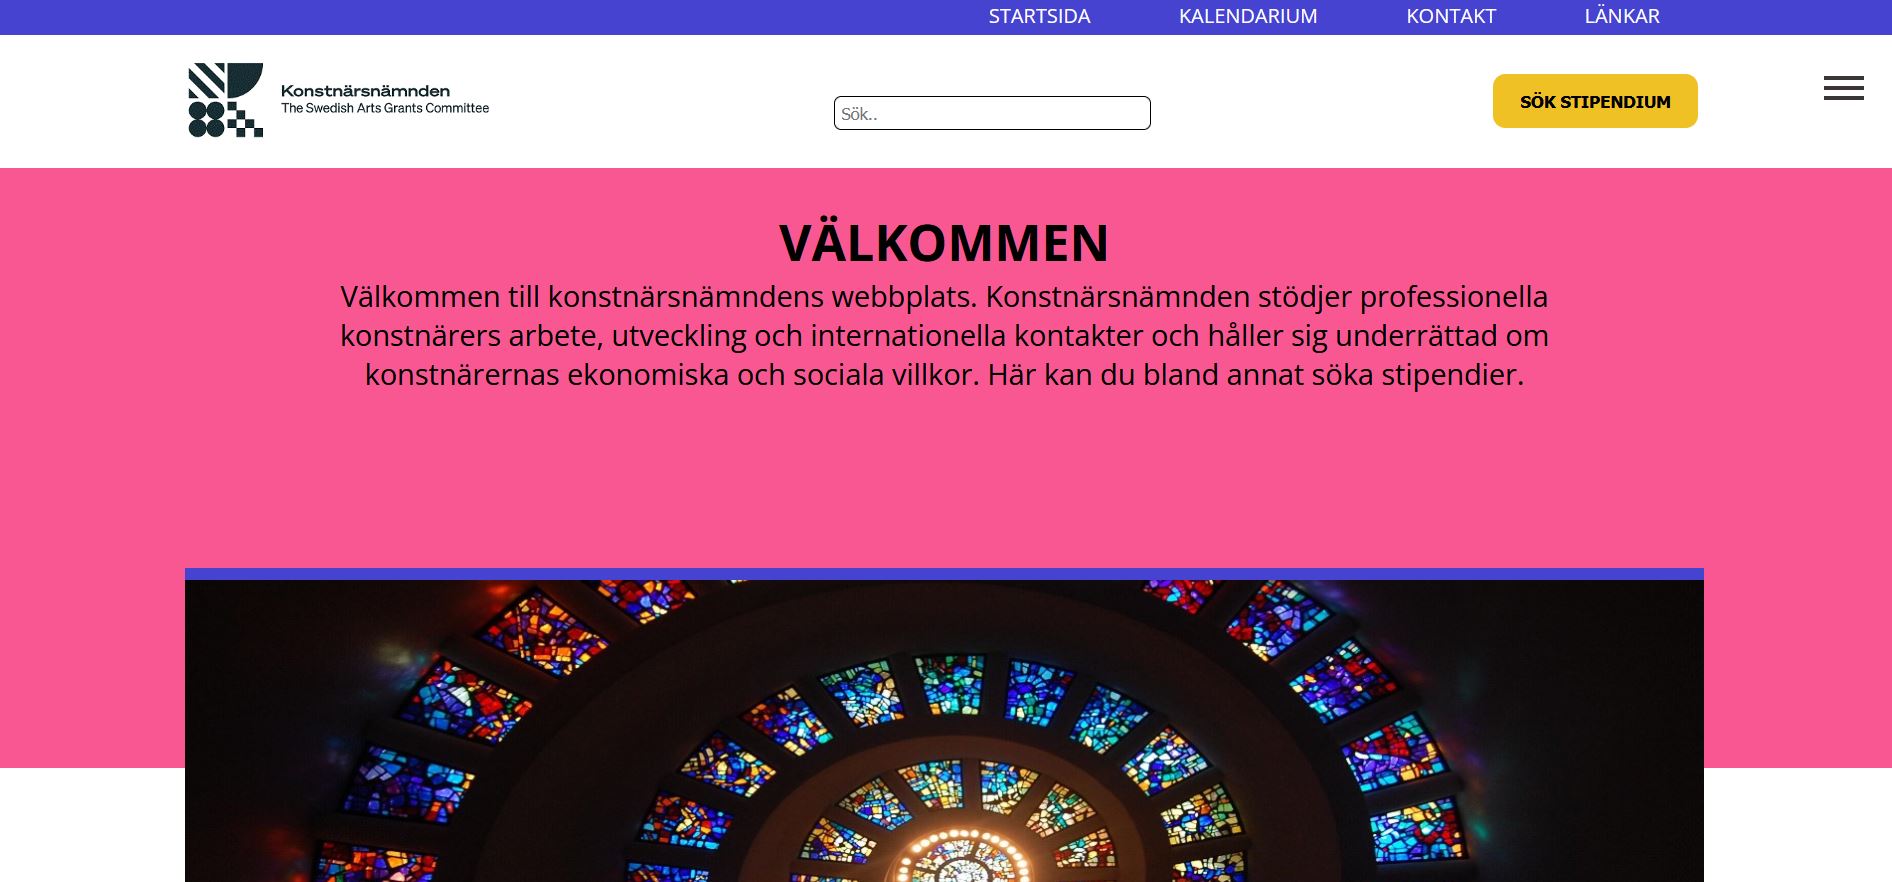 STARTSIDA KALENDARIUM KONTAKT LÄNKAR
Konstnärsnämnden
The Swedish Arts Grants Committee
Sök..
SÖK STIPENDIUM
VÄLKOMMEN
Välkommen till konstnärsnämndens webbplats. Konstnärsnämnden stödjer professionella
konstnärers arbete, utveckling och internationella kontakter och håller sig underrättad om
konstnärernas ekonomiska och sociala villkor. Här kan du bland annat söka stipendier.